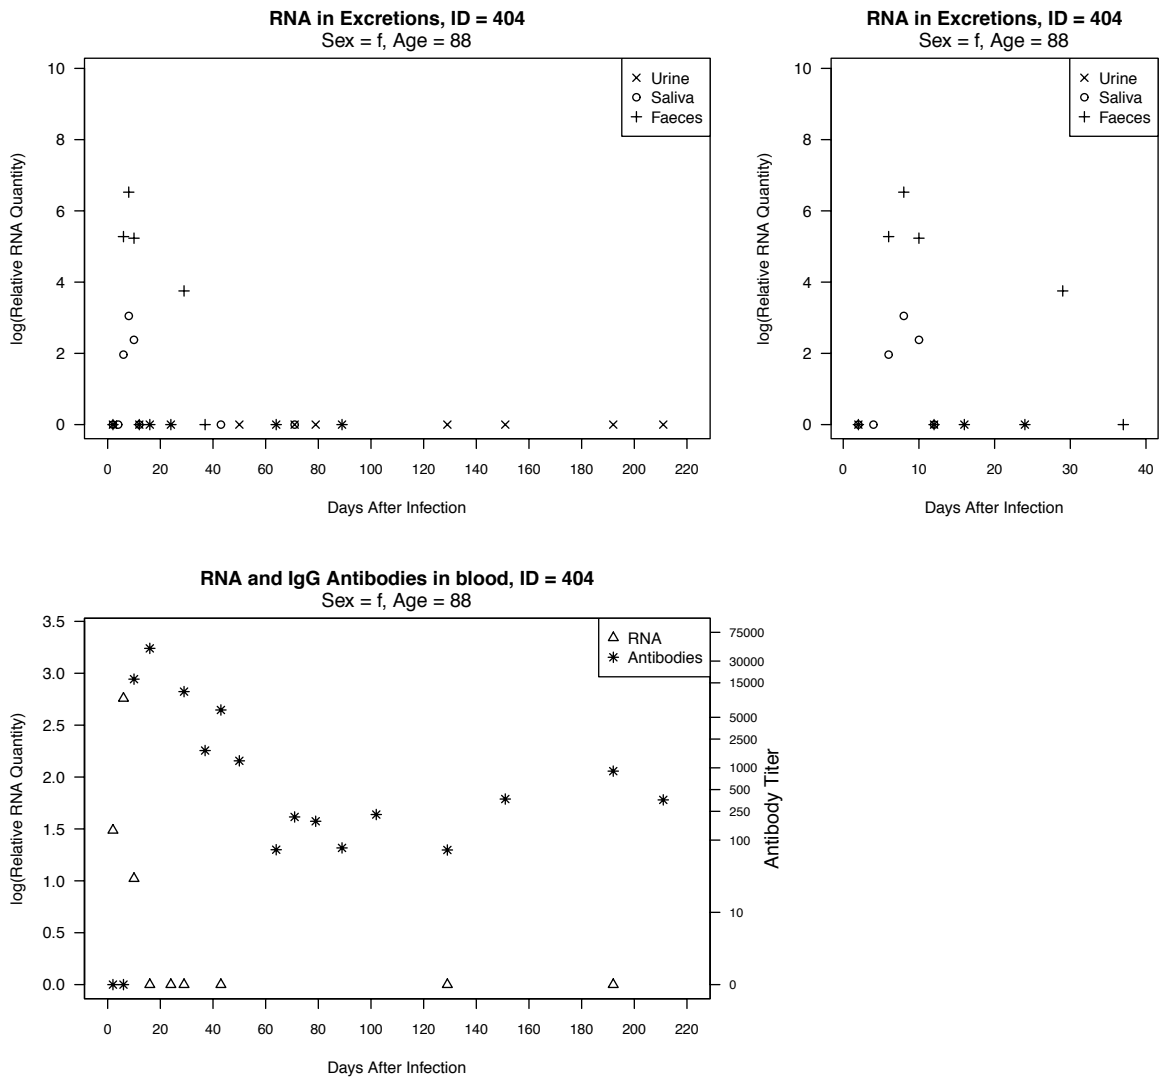 RNA in Excretions, ID = 404
Sex = f, Age = 88
log(Relative RNA Quantity)
10
8
6
4
2
0
Urine
Saliva
Faeces
0 20 40 60 80 100 120 140 160 180 200 220
Days After Infection
RNA in Excretions, ID = 404
Sex = f, Age = 88
log(Relative RNA Quantity)
10
8
6
4
2
0
Urine
Saliva
Faeces
0 10 20 30 40
Days After Infection
RNA and IgG Antibodies in blood, ID = 404
Sex = f, Age = 88
log(Relative RNA Quantity)
3.5
3.0
2.5
2.0
1.5
1.0
0.5
0.0
RNA
Antibodies
75000
30000
15000
5000
2500
1000
500
250
100
10
0
Antibody Titer
0 20 40 60 80 100 120 140 160 180 200 220
Days After Infection